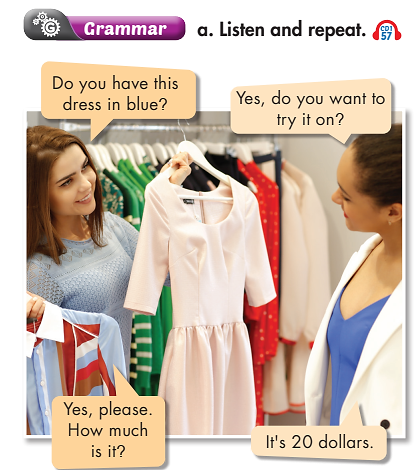 G Grammar
a. Listen and repeat. CD1
57
Do you have this
dress in blue?
Yes, do you want to
try it on?
Yes, please.
How much
is it?
It's 20 dollars.